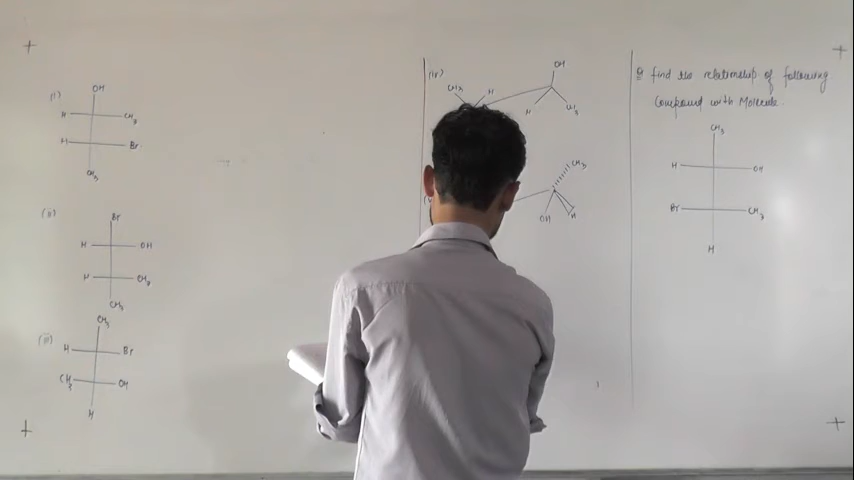 (i)
OH
H CH3
H Br
CH3
(ii)
Br
H OH
H CH3
CH3
(iii)
CH3
H Br
CH3 OH
H
(iv)
CH3 H
OH
H CH3
CH3
OH H
Q find the relationship of following
Compound with Molecule.
CH3
H OH
Br CH3
H